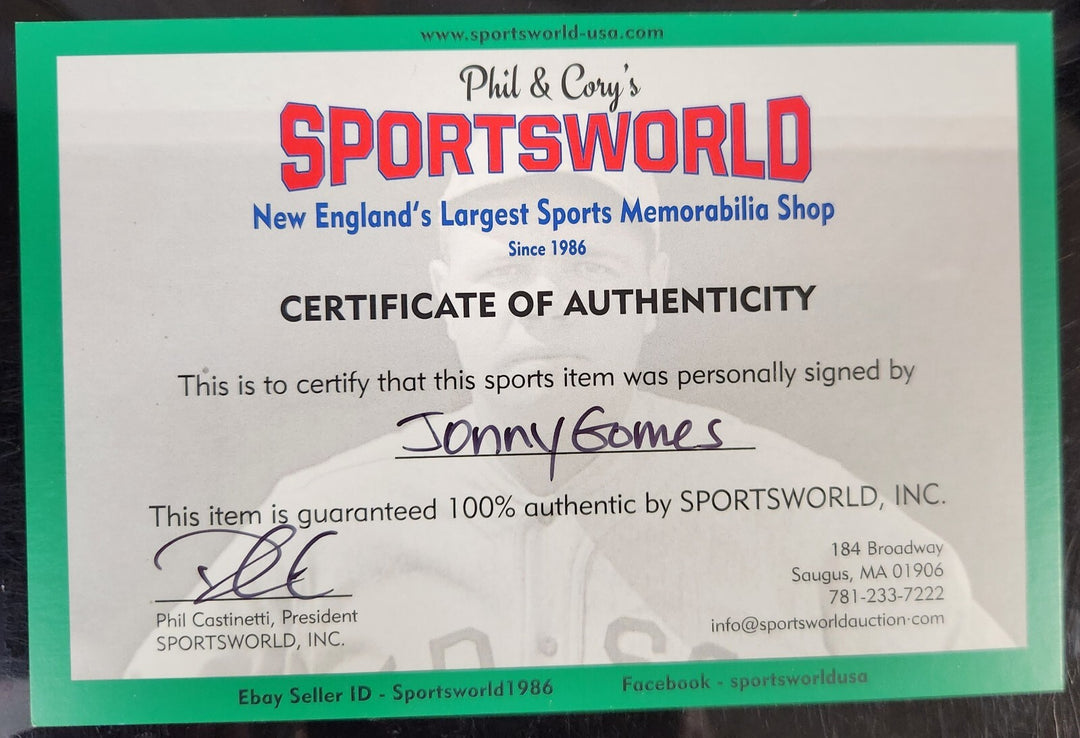 www.sportsworld-usa.com
Phil & Cory's
SPORTSWORLD
New England's Largest Sports Memorabilia Shop
Since 1986
CERTIFICATE OF AUTHENTICITY
This is to certify that this sports item was personally signed by
Jonny Gomes
This item is guaranteed 100% authentic by SPORTSWORLD, INC.
184 Broadway
Saugus, MA 01906
781-233-7222
info@sportsworldauction.com
Phil Castinetti, President
SPORTSWORLD, INC.
Ebay Seller ID - Sportsworld1986
Facebook - sportsworldusa